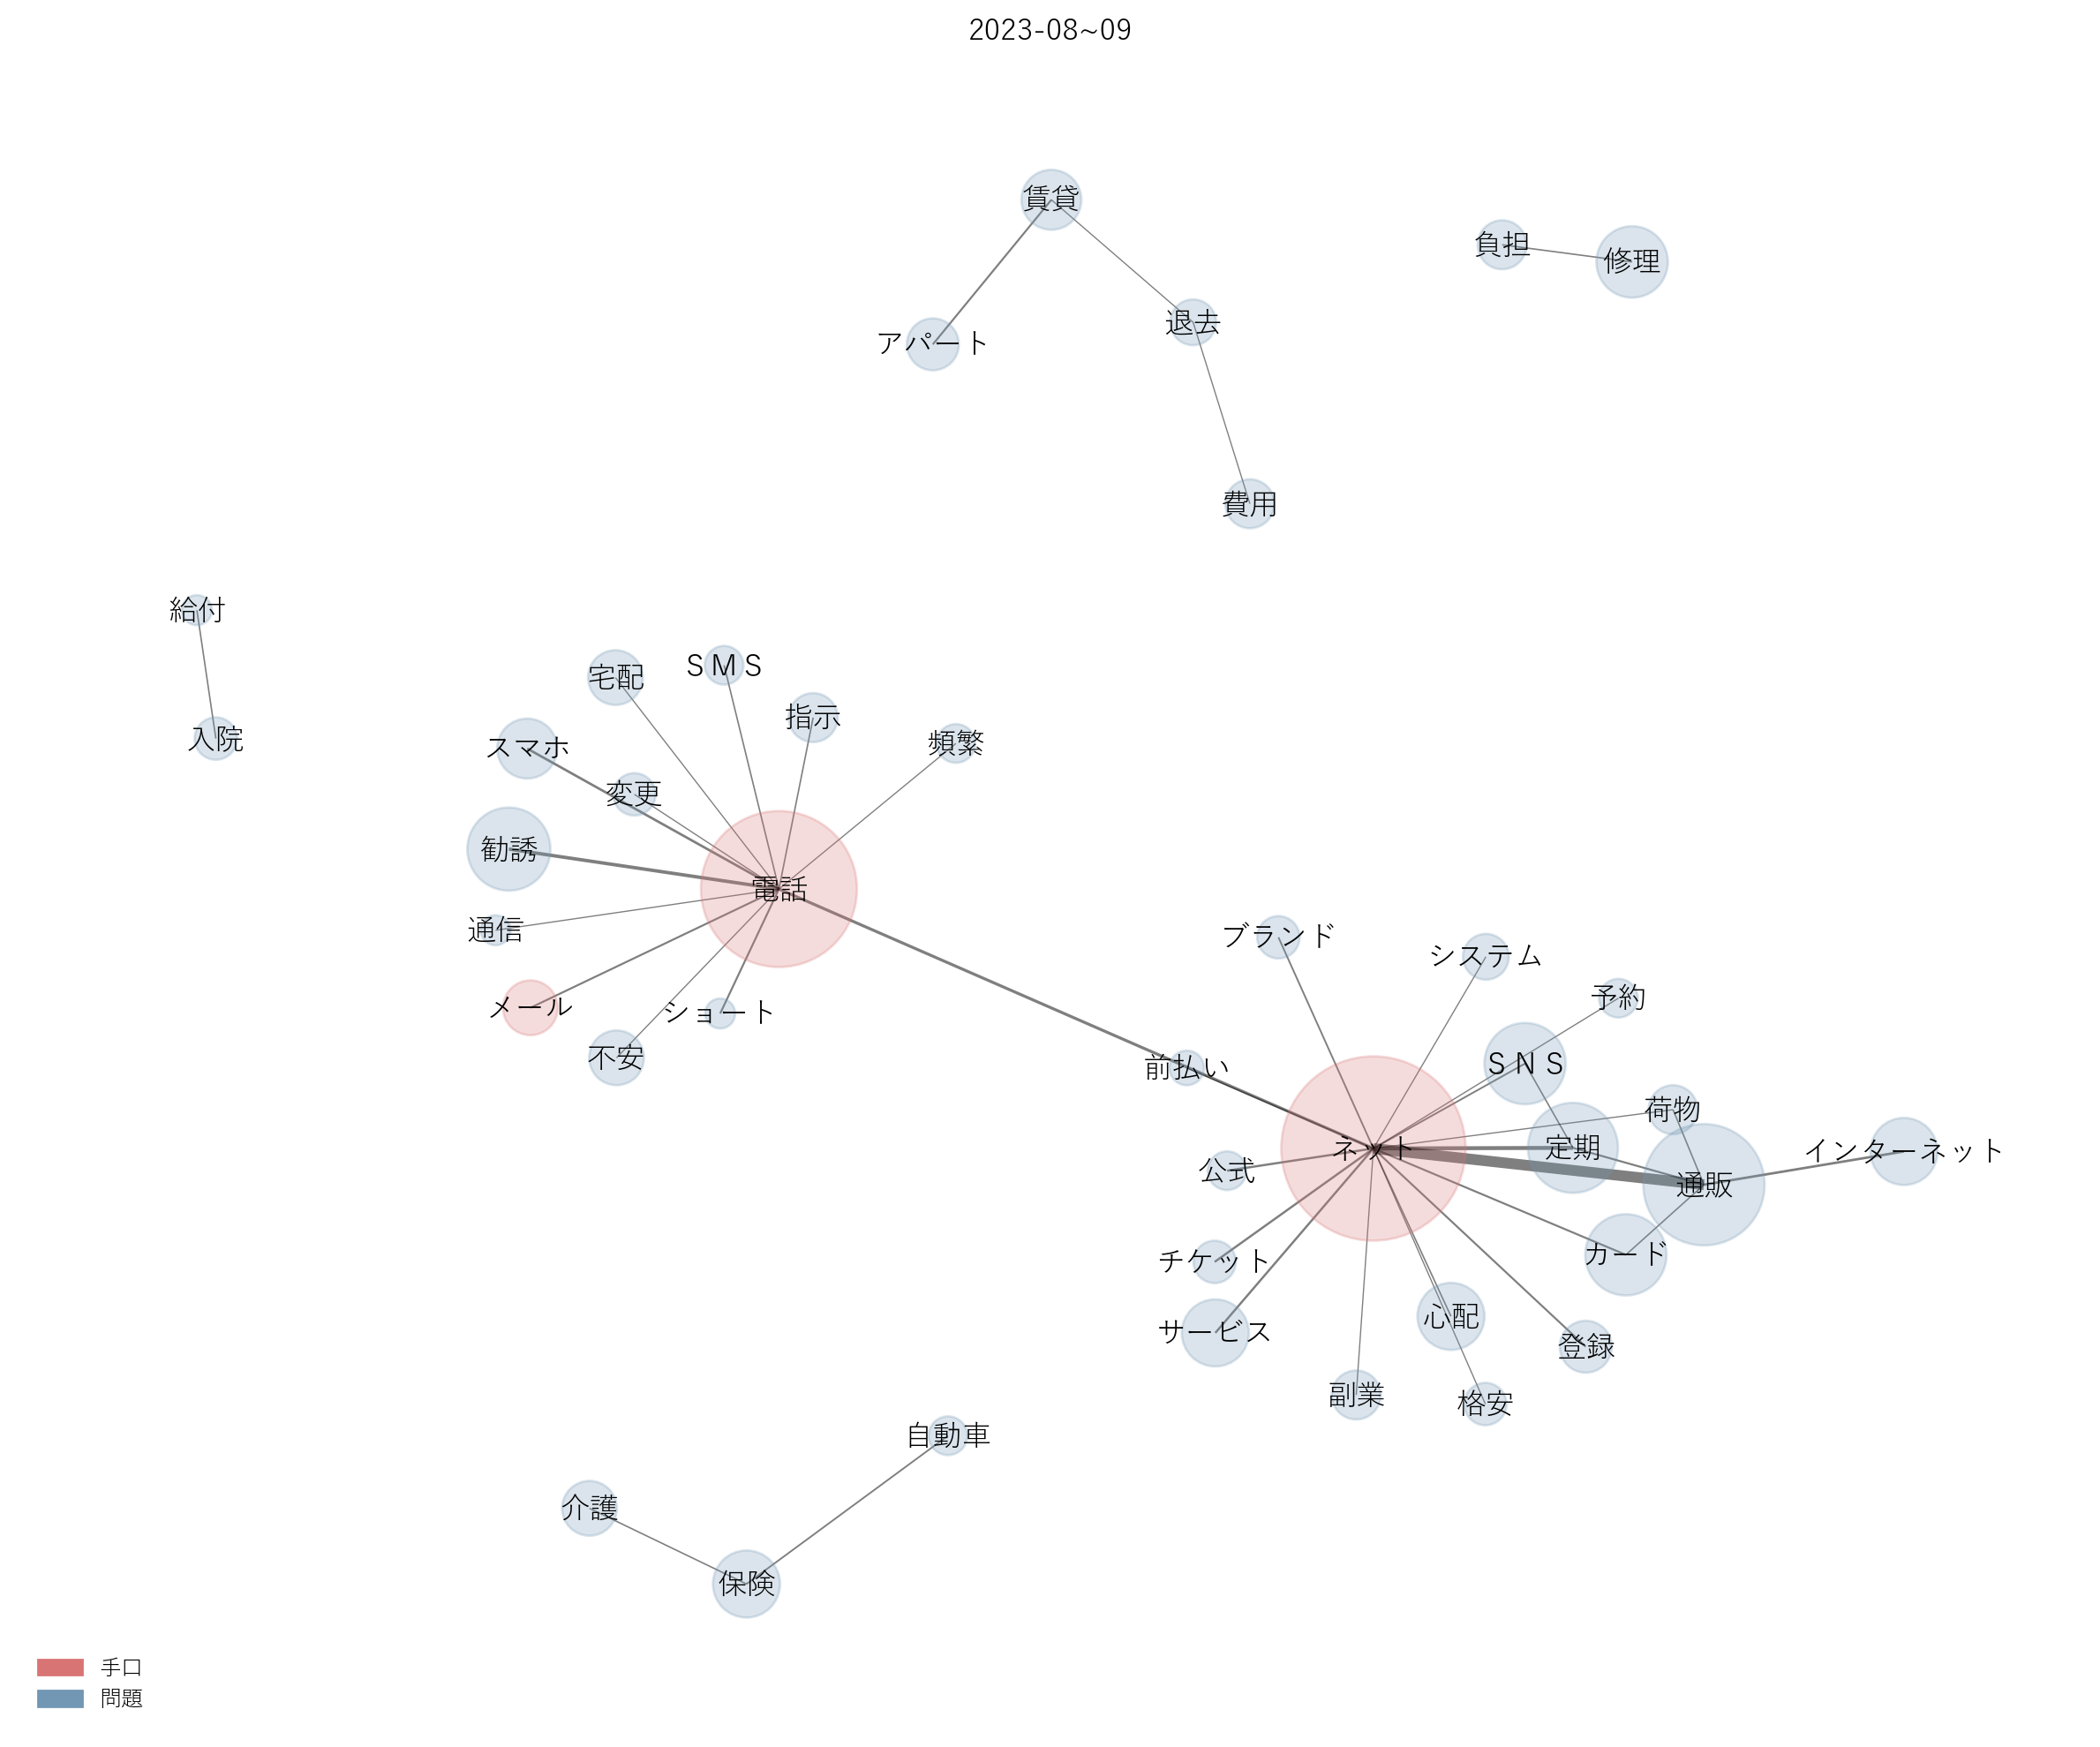 2023-08~09
賃貸
負担
修理
退去
アパート
費用
給付
宅配
ＳＭＳ
指示
入院
スマホ
頻繁
変更
勧誘
電話
通信
ブランド
システム
予約
メール
ショート
不安
前払い
ＳＮＳ
荷物
ネット
定期
インターネット
公式
通販
チケット
カード
サービス
心配
登録
副業
格安
自動車
介護
保険
手口
問題